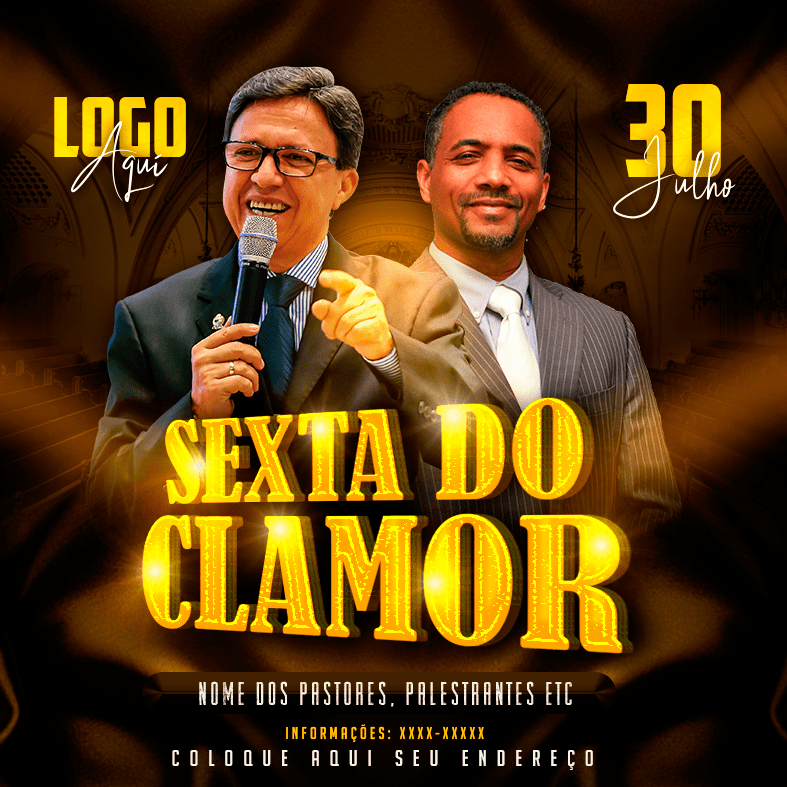 LOGO
Aqui
30
Julho
SEXTA DO
CLAMOR
NOME DOS PASTORES, PALESTRANTES ETC
INFORMAÇÕES: XXXX-XXXXX
COLOQUE AQUI SEU ENDEREÇO